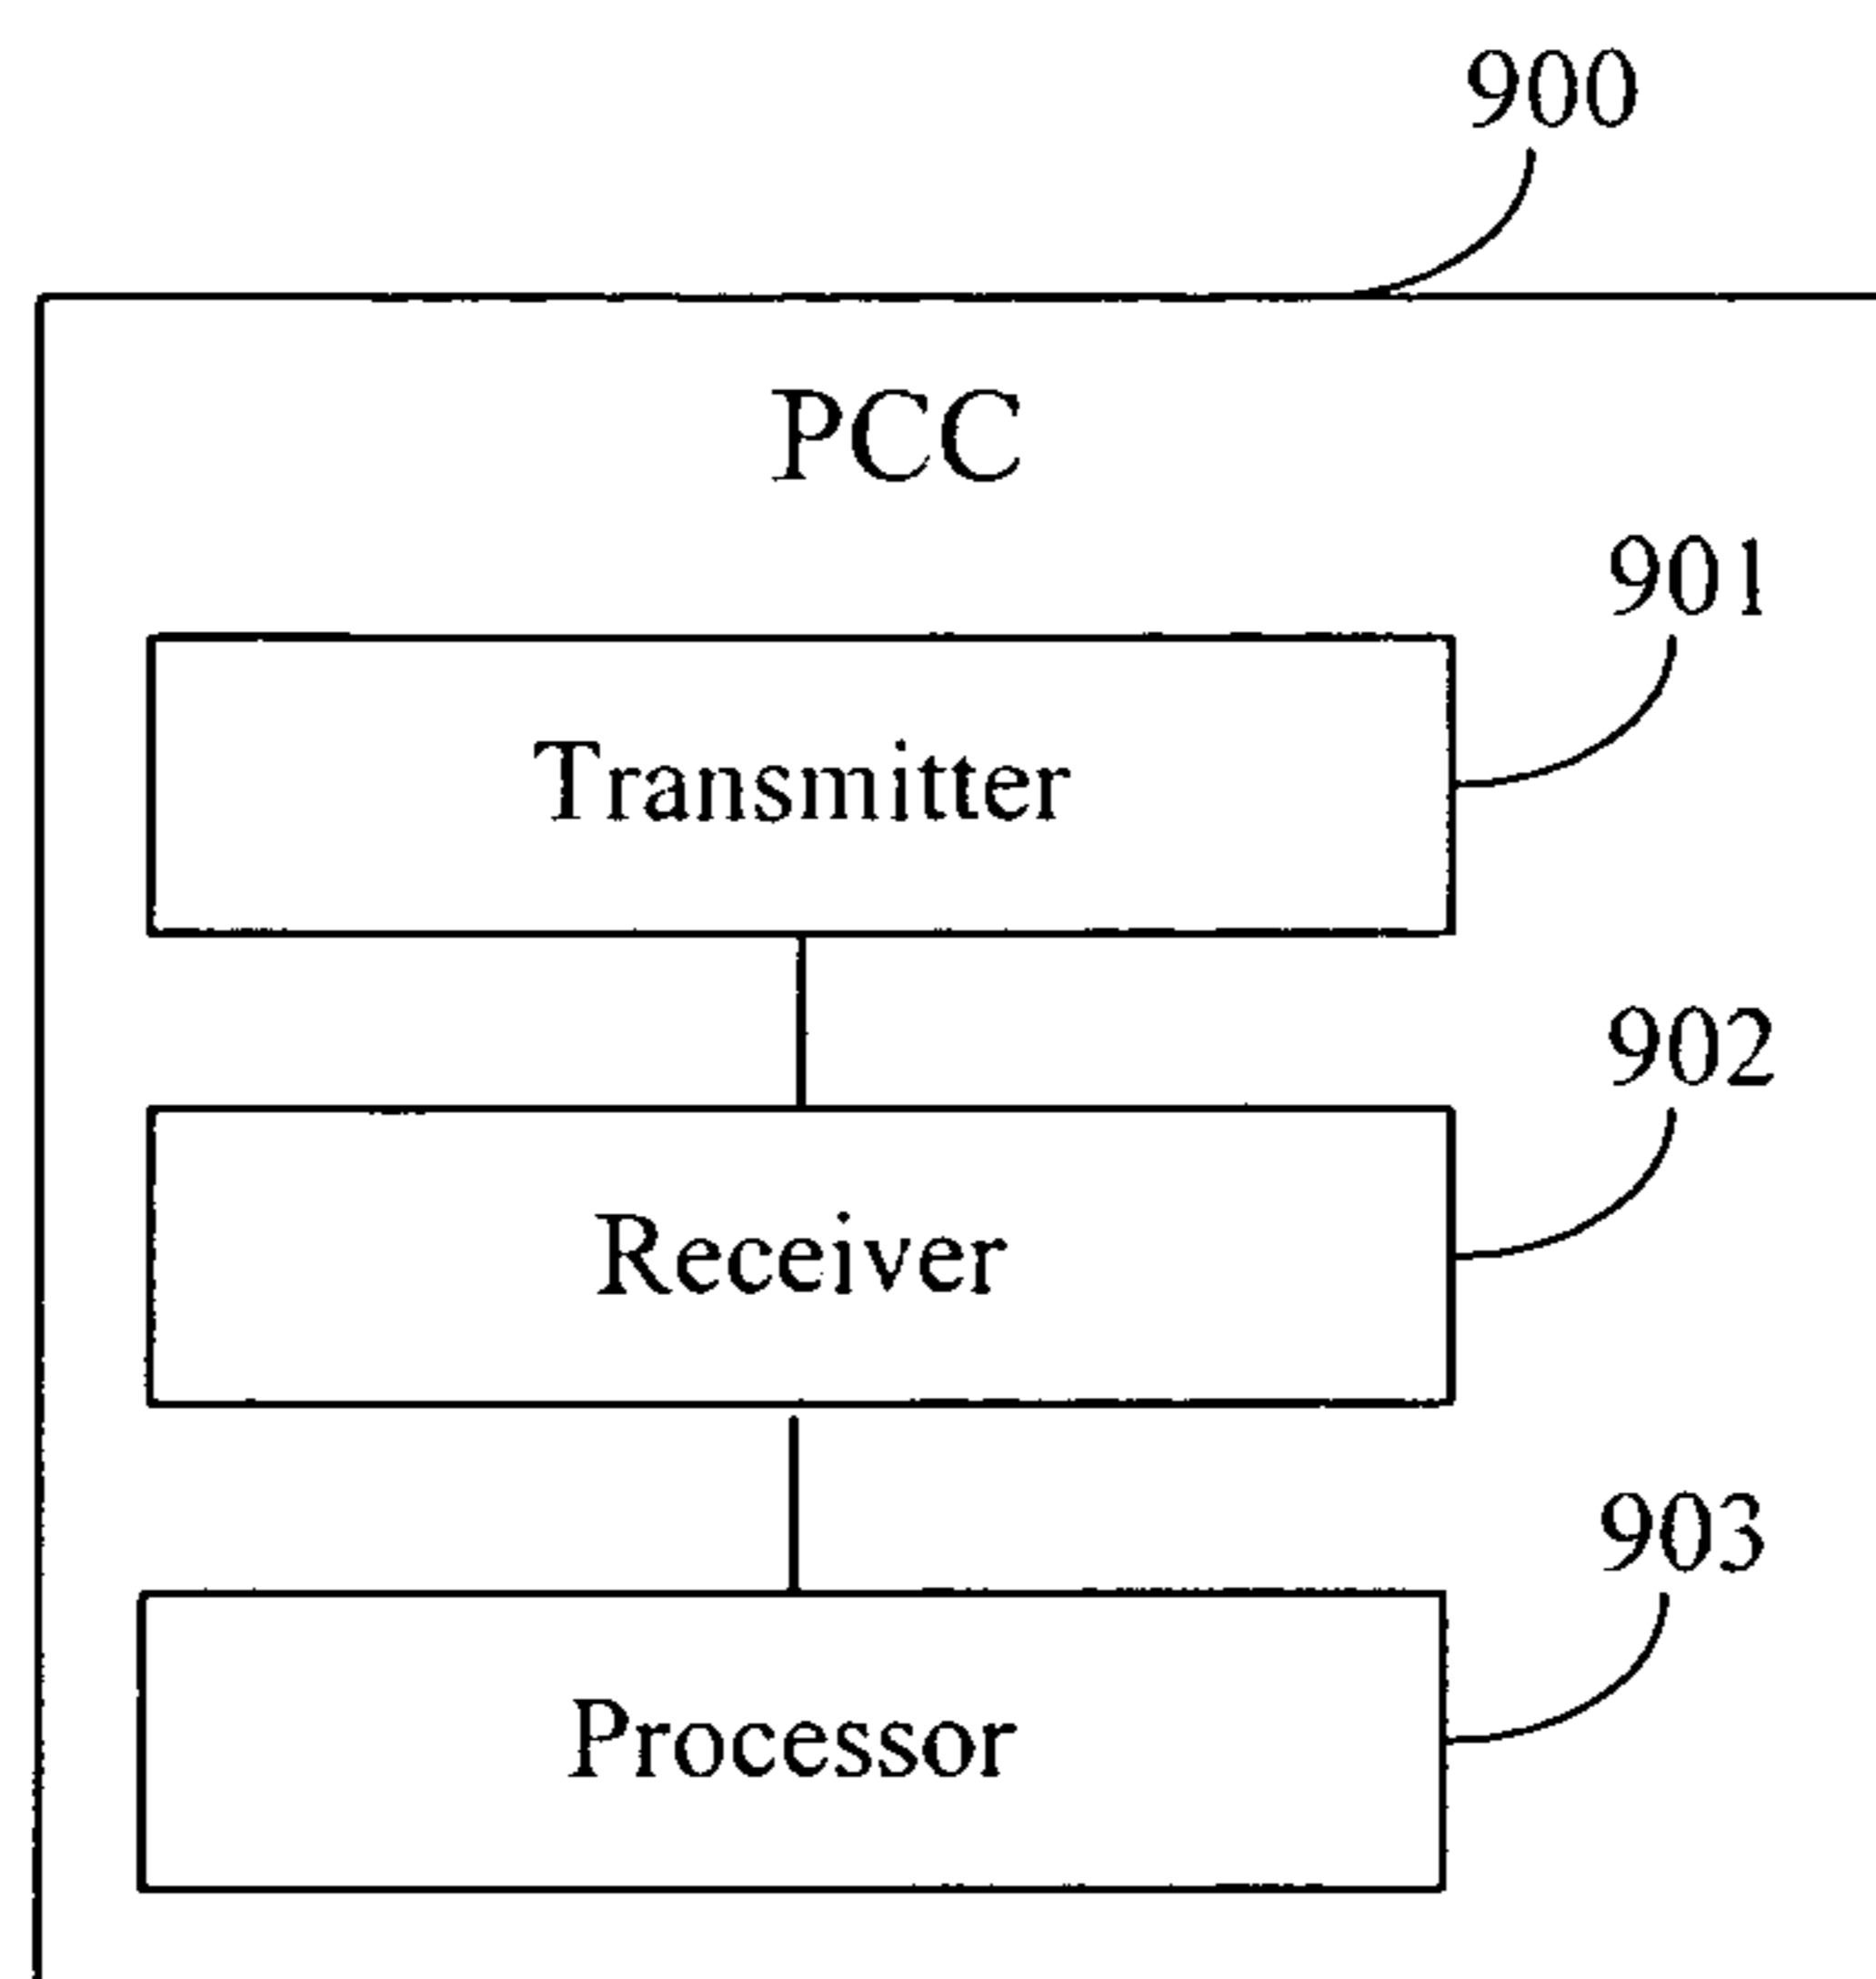 900
PCC
901
Transmitter
902
Receiver
903
Processor